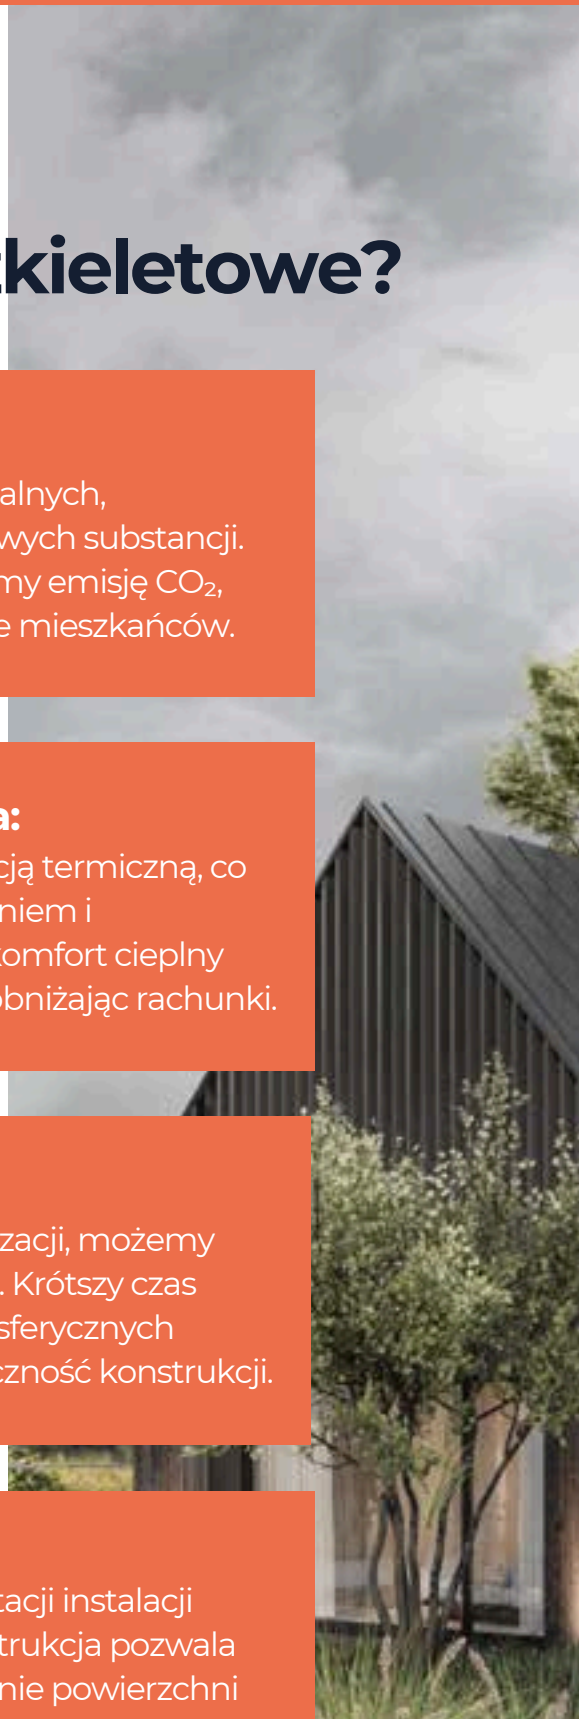 kieletowe?
alnych,
wych substancji.
my emisję CO₂,
e mieszkańców.
a:
cją termiczną, co
niem i
komfort cieplny
obniżając rachunki.
zacji, możemy
. Krótszy czas
sferycznych
czność konstrukcji.
tacji instalacji
trukcja pozwala
nie powierzchni